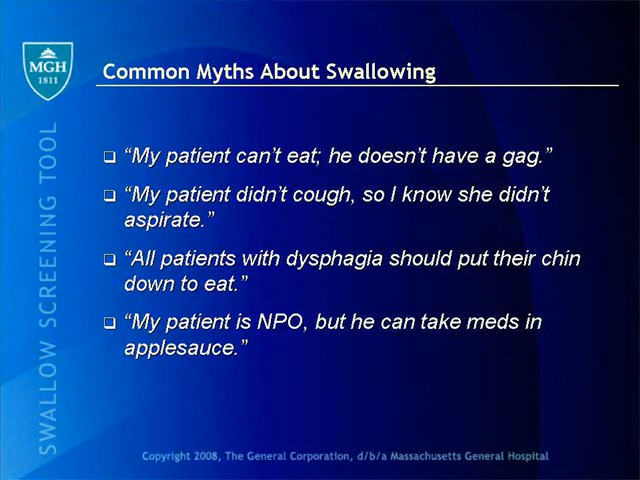 MGH
1811
Common Myths About Swallowing
SWALLOW SCREENING TOOL
“My patient can’t eat; he doesn’t have a gag.”
“My patient didn’t cough, so I know she didn’t
aspirate.”
“All patients with dysphagia should put their chin
down to eat.”
“My patient is NPO, but he can take meds in
applesauce.”
Copyright 2008, The General Corporation, d/b/a Massachusetts General Hospital